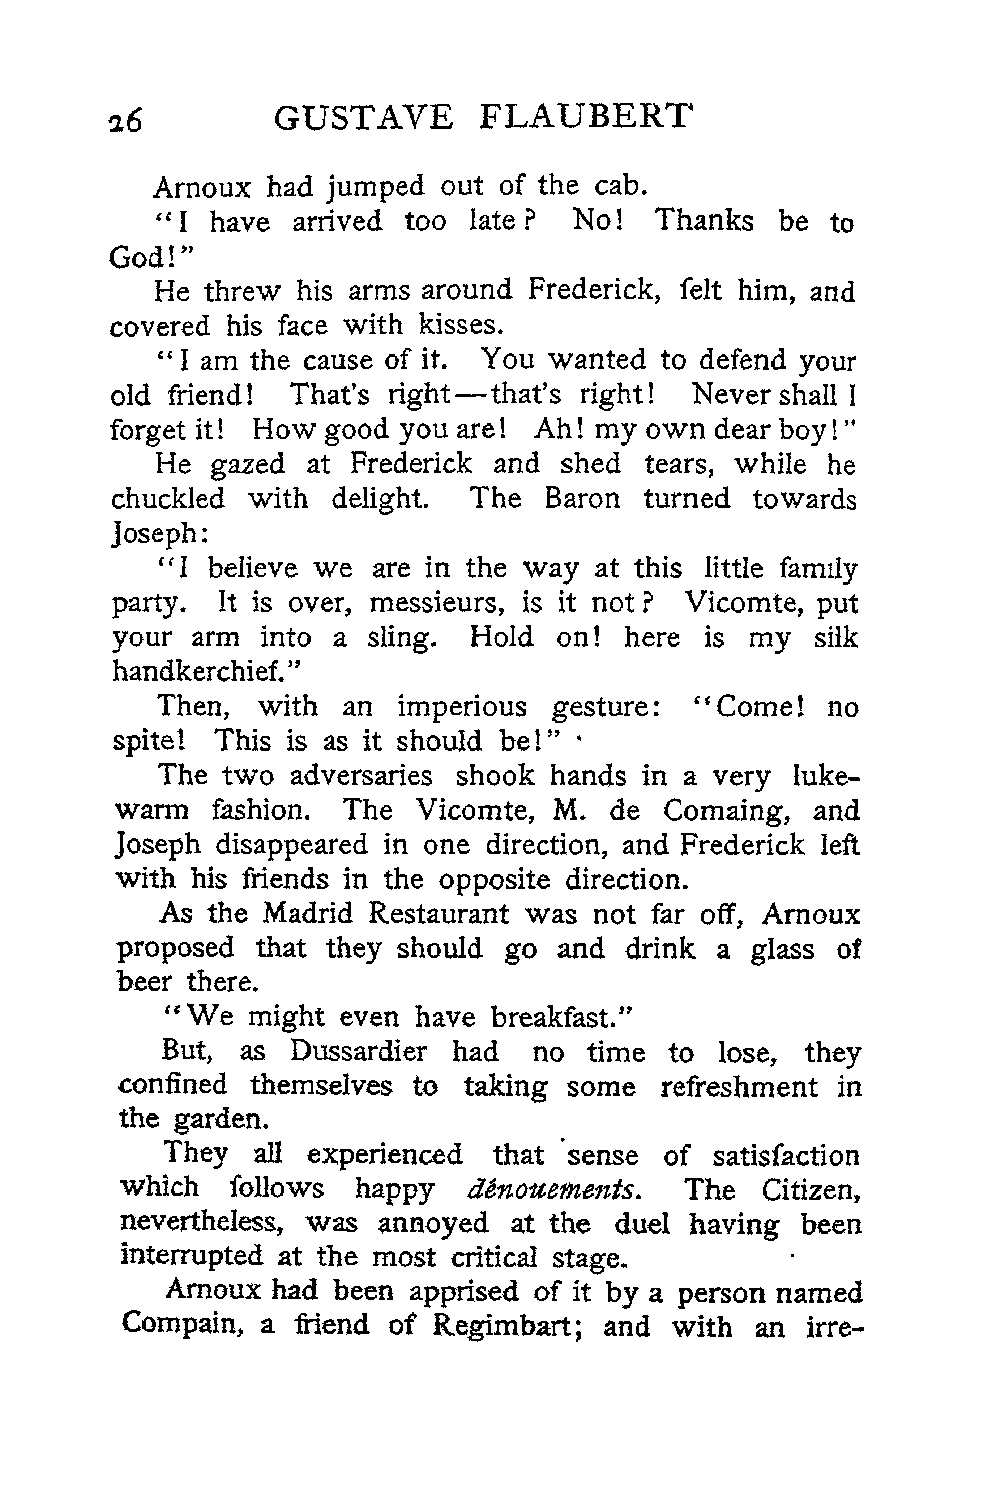 26 GUSTAVE FLAUBERT
Arnoux had jumped out of the cab.
“I have arrived too late? No! Thanks be to
God!”
He threw his arms around Frederick, felt him, and
covered his face with kisses.
“I am the cause of it. You wanted to defend your
old friend! That's right—that's right! Never shall I
forget it! How good you are! Ah! my own dear boy!”
He gazed at Frederick and shed tears, while he
chuckled with delight. The Baron turned towards
Joseph:
“I believe we are in the way at this little family
party. It is over, messieurs, is it not? Vicomte, put
your arm into a sling. Hold on! here is my silk
handkerchief.”
Then, with an imperious gesture: “Come! no
spite! This is as it should be!”
The two adversaries shook hands in a very luke-
warm fashion. The Vicomte, M. de Comaing, and
Joseph disappeared in one direction, and Frederick left
with his friends in the opposite direction.
As the Madrid Restaurant was not far off, Arnoux
proposed that they should go and drink a glass of
beer there.
“We might even have breakfast.”
But, as Dussardier had no time to lose, they
confined themselves to taking some refreshment in
the garden.
They all experienced that sense of satisfaction
which follows happy dénouements. The Citizen,
nevertheless, was annoyed at the duel having been
interrupted at the most critical stage.
Arnoux had been apprised of it by a person named
Compain, a friend of Regimbart; and with an irre-